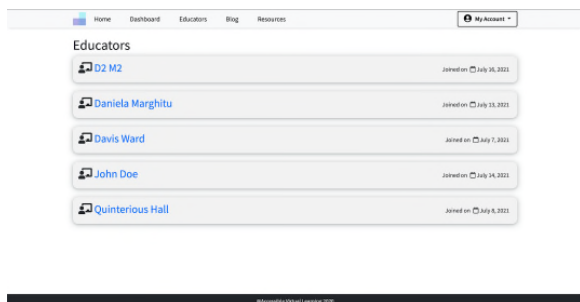 Home Dashboard Educators Blog Resources My Account
Educators
D2 M2 Joined on July 16, 2021
Daniela Marghitu Joined on July 13, 2021
Davis Ward Joined on July 7, 2021
John Doe Joined on July 14, 2021
Quinterious Hall Joined on July 8, 2021
Virtual Learning